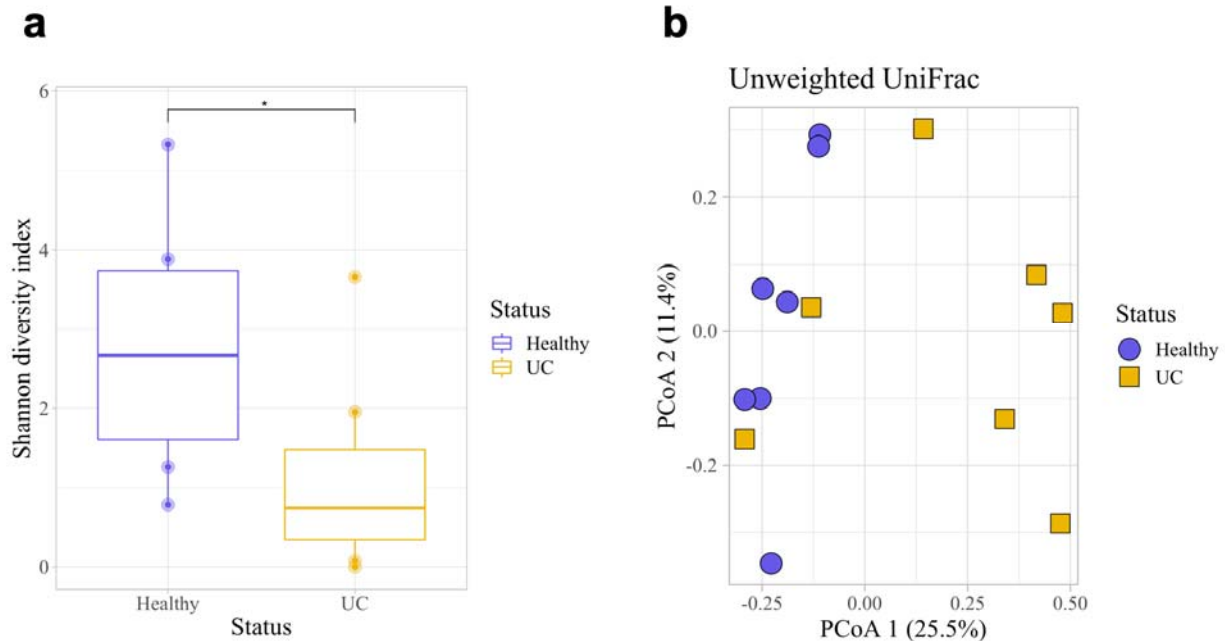 a
6
4
2
0
*
Shannon diversity index
Healthy
UC
Status
Status
Healthy
UC
b
Unweighted UniFrac
0.2
0.0
-0.2
PCoA 2 (11.4%)
-0.25
0.00
0.25
0.50
PCoA 1 (25.5%)
Status
Healthy
UC